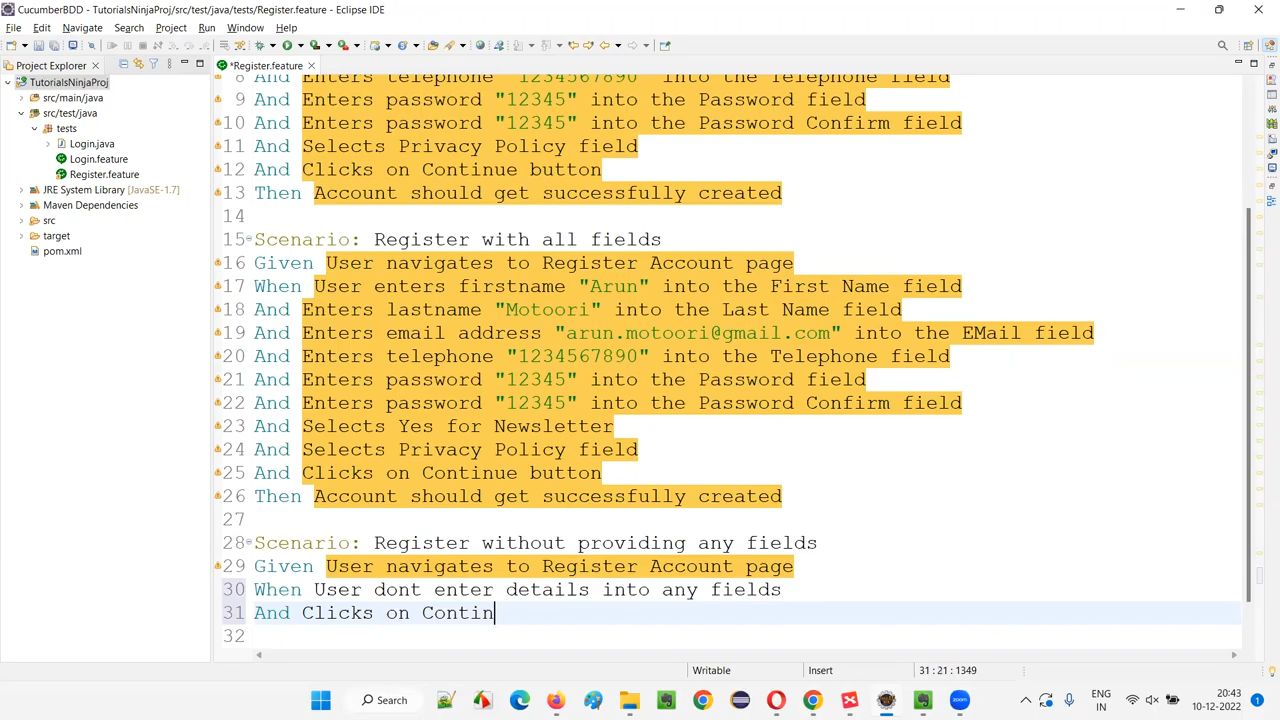 CucumberBDD - TutorialsNinjaProj/src/test/java/tests/Register.feature - Eclipse IDE
File Edit Navigate Search Project Run Window Help
Project Explorer
*Register.feature
TutorialsNinjaProj
src/main/java
src/test/java
tests
Login.java
Login.feature
Register.feature
JRE System Library [JavaSE-1.7]
Maven Dependencies
src
target
pom.xml
8 And Enters telephone "1234567890" into the Telephone field
9 And Enters password "12345" into the Password field
10 And Enters password "12345" into the Password Confirm field
11 And Selects Privacy Policy field
12 And Clicks on Continue button
13 Then Account should get successfully created
14
15 Scenario: Register with all fields
16 Given User navigates to Register Account page
17 When User enters firstname "Arun" into the First Name field
18 And Enters lastname "Motoori" into the Last Name field
19 And Enters email address "arun.motoori@gmail.com" into the EMail field
20 And Enters telephone "1234567890" into the Telephone field
21 And Enters password "12345" into the Password field
22 And Enters password "12345" into the Password Confirm field
23 And Selects Yes for Newsletter
24 And Selects Privacy Policy field
25 And Clicks on Continue button
26 Then Account should get successfully created
27
28 Scenario: Register without providing any fields
29 Given User navigates to Register Account page
30 When User dont enter details into any fields
31 And Clicks on Contin
32
Writable Insert 31 : 21 : 1349
Search
ENG
IN
20:43
10-12-2022
1